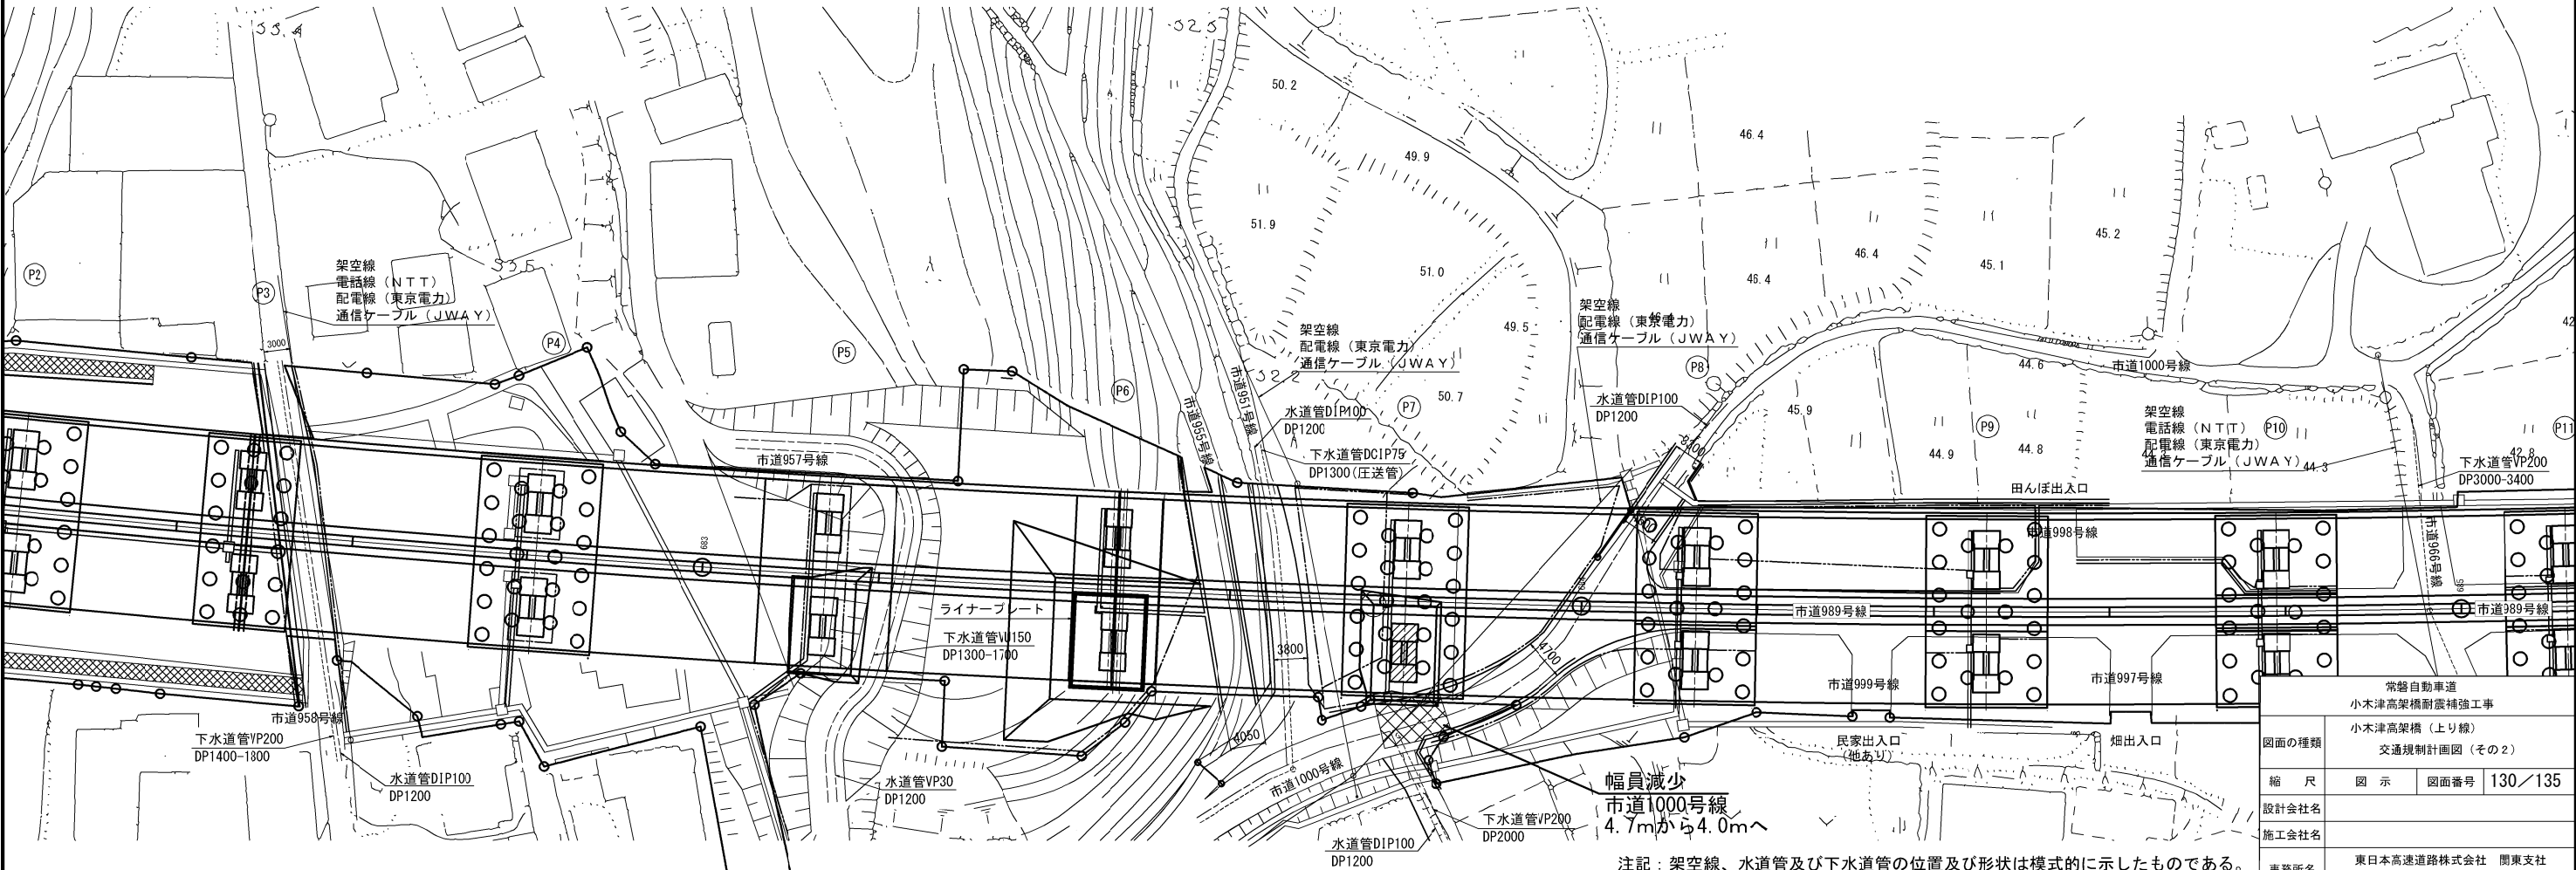 33.4
32.3
50.2
46.4
49.9
51.9
45.2
46.4
45.1
51.0
46.4
49.5
P2
P3
架空線
電話線（ＮＴＴ）
配電線（東京電力）
通信ケーブル（ＪＷＡＹ）
33.5
3000
P4
P5
P6
架空線
配電線（東京電力）
通信ケーブル（ＪＷＡＹ）
32.2
50.7
P7
架空線
配電線（東京電力）
通信ケーブル（ＪＷＡＹ）
P8
44.6
市道1000号線
水道管DIP100
DP1200
45.9
44.9
44.8
P9
架空線
電話線（ＮＴＴ）
配電線（東京電力）
通信ケーブル（ＪＷＡＹ）
P10
44.3
P11
42.8
下水道管VP200
DP3000-3400
市道955号線
市道951号線
水道管DIP100
DP1200
下水道管DCIP75
DP1300(圧送管)
市道957号線
田んぼ出入口
市道998号線
市道966号線
683
685
市道989号線
市道989号線
ライナープレート
下水道管VU150
DP1300-1700
3800
4700
4050
市道999号線
市道997号線
市道958号線
下水道管VP200
DP1400-1800
水道管DIP100
DP1200
水道管VP30
DP1200
市道1000号線
民家出入口
（他あり）
畑出入口
幅員減少
市道1000号線
4.7mから4.0mへ
下水道管VP200
DP2000
水道管DIP100
DP1200
注記：架空線、水道管及び下水道管の位置及び形状は模式的に示したものである。
常磐自動車道
小木津高架橋耐震補強工事
図面の種類
小木津高架橋（上り線）
交通規制計画図（その２）
縮　尺　図　示　図面番号　130／135
設計会社名
施工会社名
事務所名
東日本高速道路株式会社　関東支社